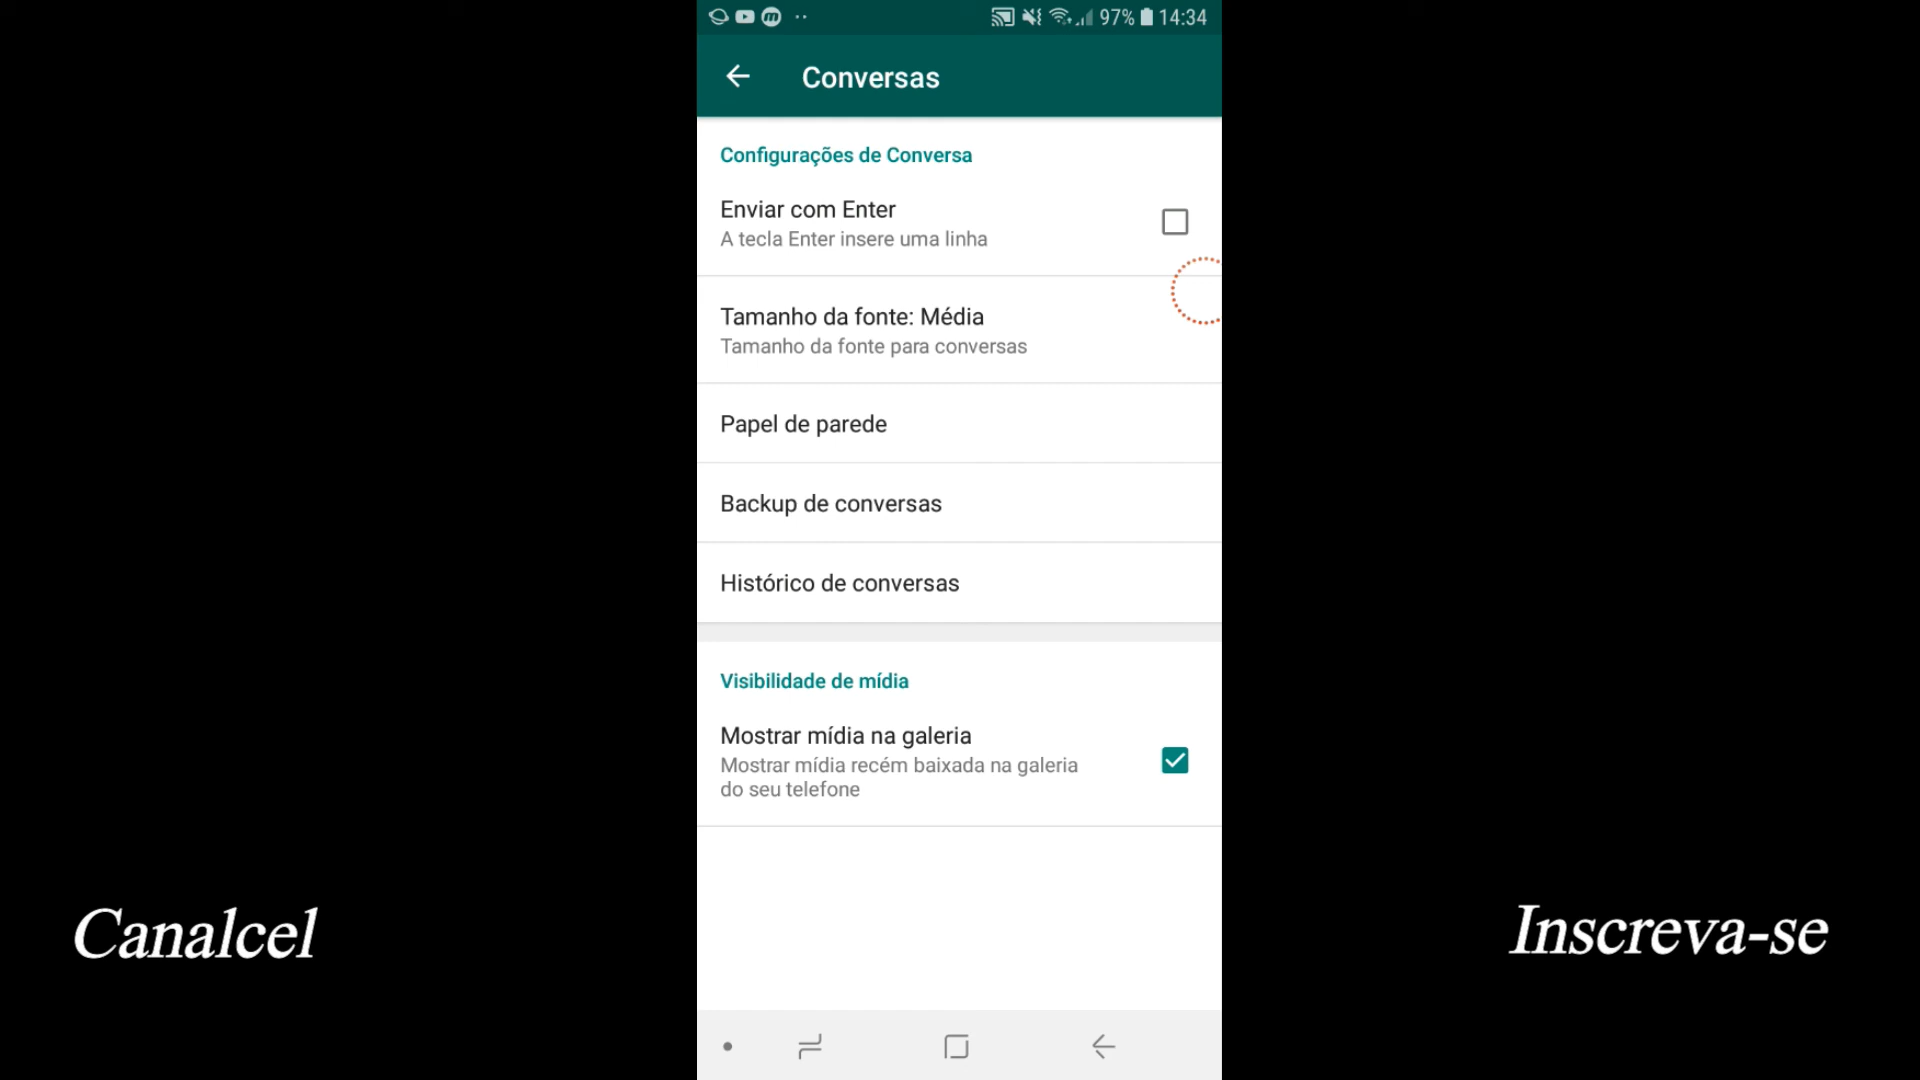 97% 14:34
Conversas
Configurações de Conversa
Enviar com Enter
A tecla Enter insere uma linha
Tamanho da fonte: Média
Tamanho da fonte para conversas
Papel de parede
Backup de conversas
Histórico de conversas
Visibilidade de mídia
Mostrar mídia na galeria
Mostrar mídia recém baixada na galeria
do seu telefone
Canalcel
Inscreva-se